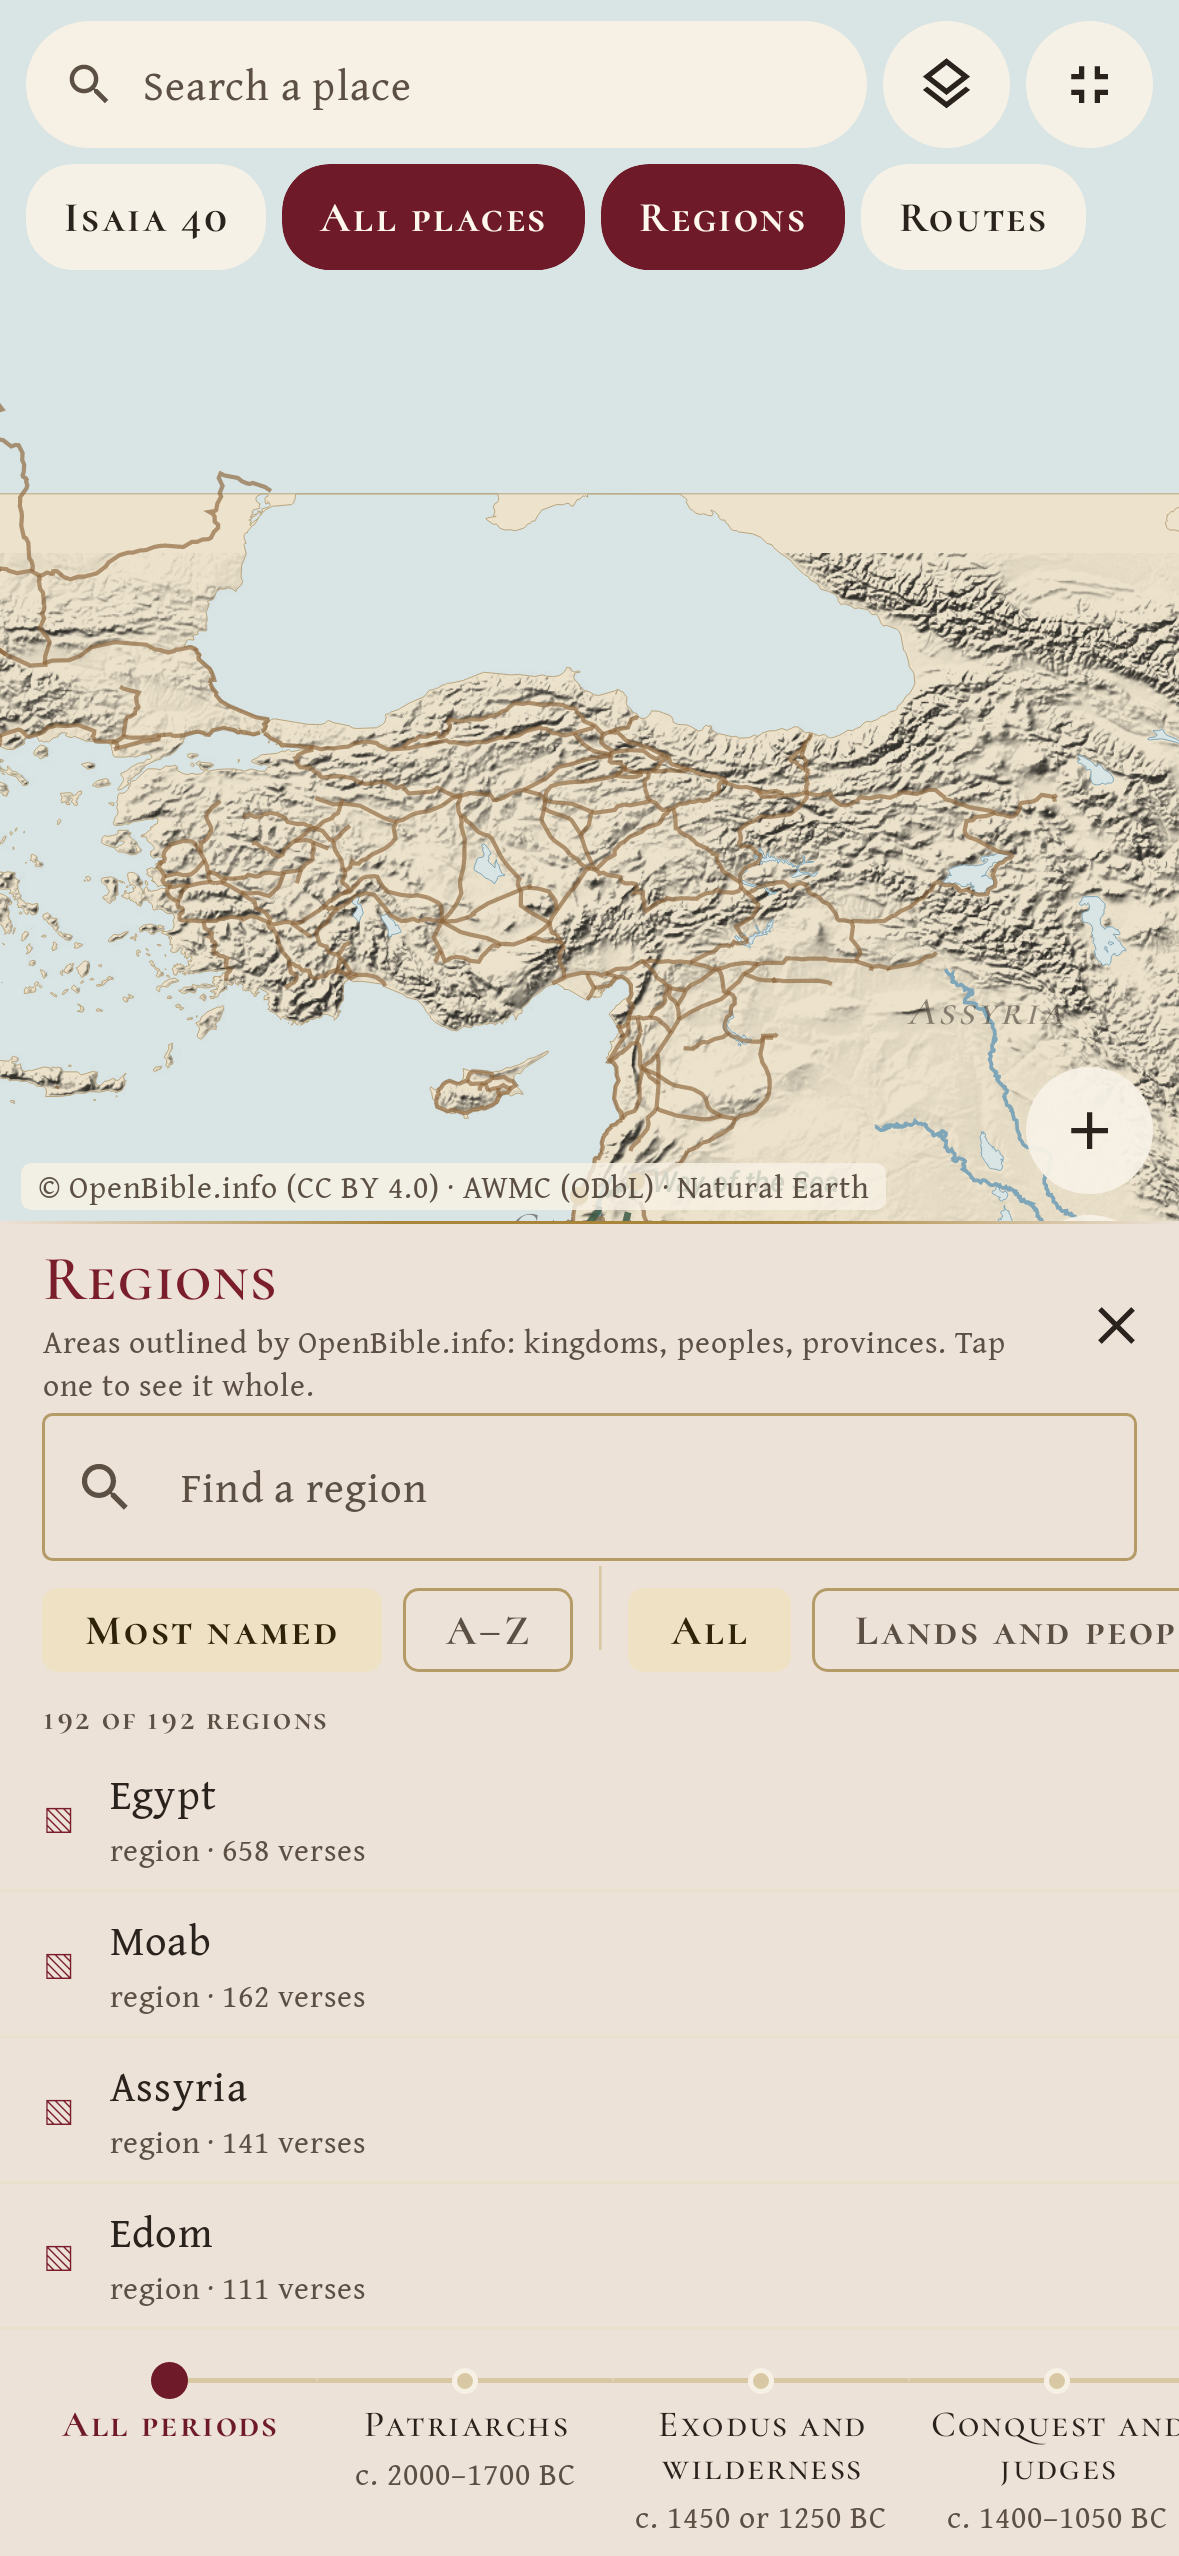 Search a place
Isaia 40
All places
Regions
Routes
Assyria
Way of the Sea
© OpenBible.info (CC BY 4.0) · AWMC (ODbL) · Natural Earth
Regions
Areas outlined by OpenBible.info: kingdoms, peoples, provinces. Tap
one to see it whole.
Find a region
Most named
A–Z
All
Lands and peop
192 of 192 regions
Egypt
region · 658 verses
Moab
region · 162 verses
Assyria
region · 141 verses
Edom
region · 111 verses
All periods
Patriarchs
c. 2000–1700 BC
Exodus and
wilderness
c. 1450 or 1250 BC
Conquest and
judges
c. 1400–1050 BC